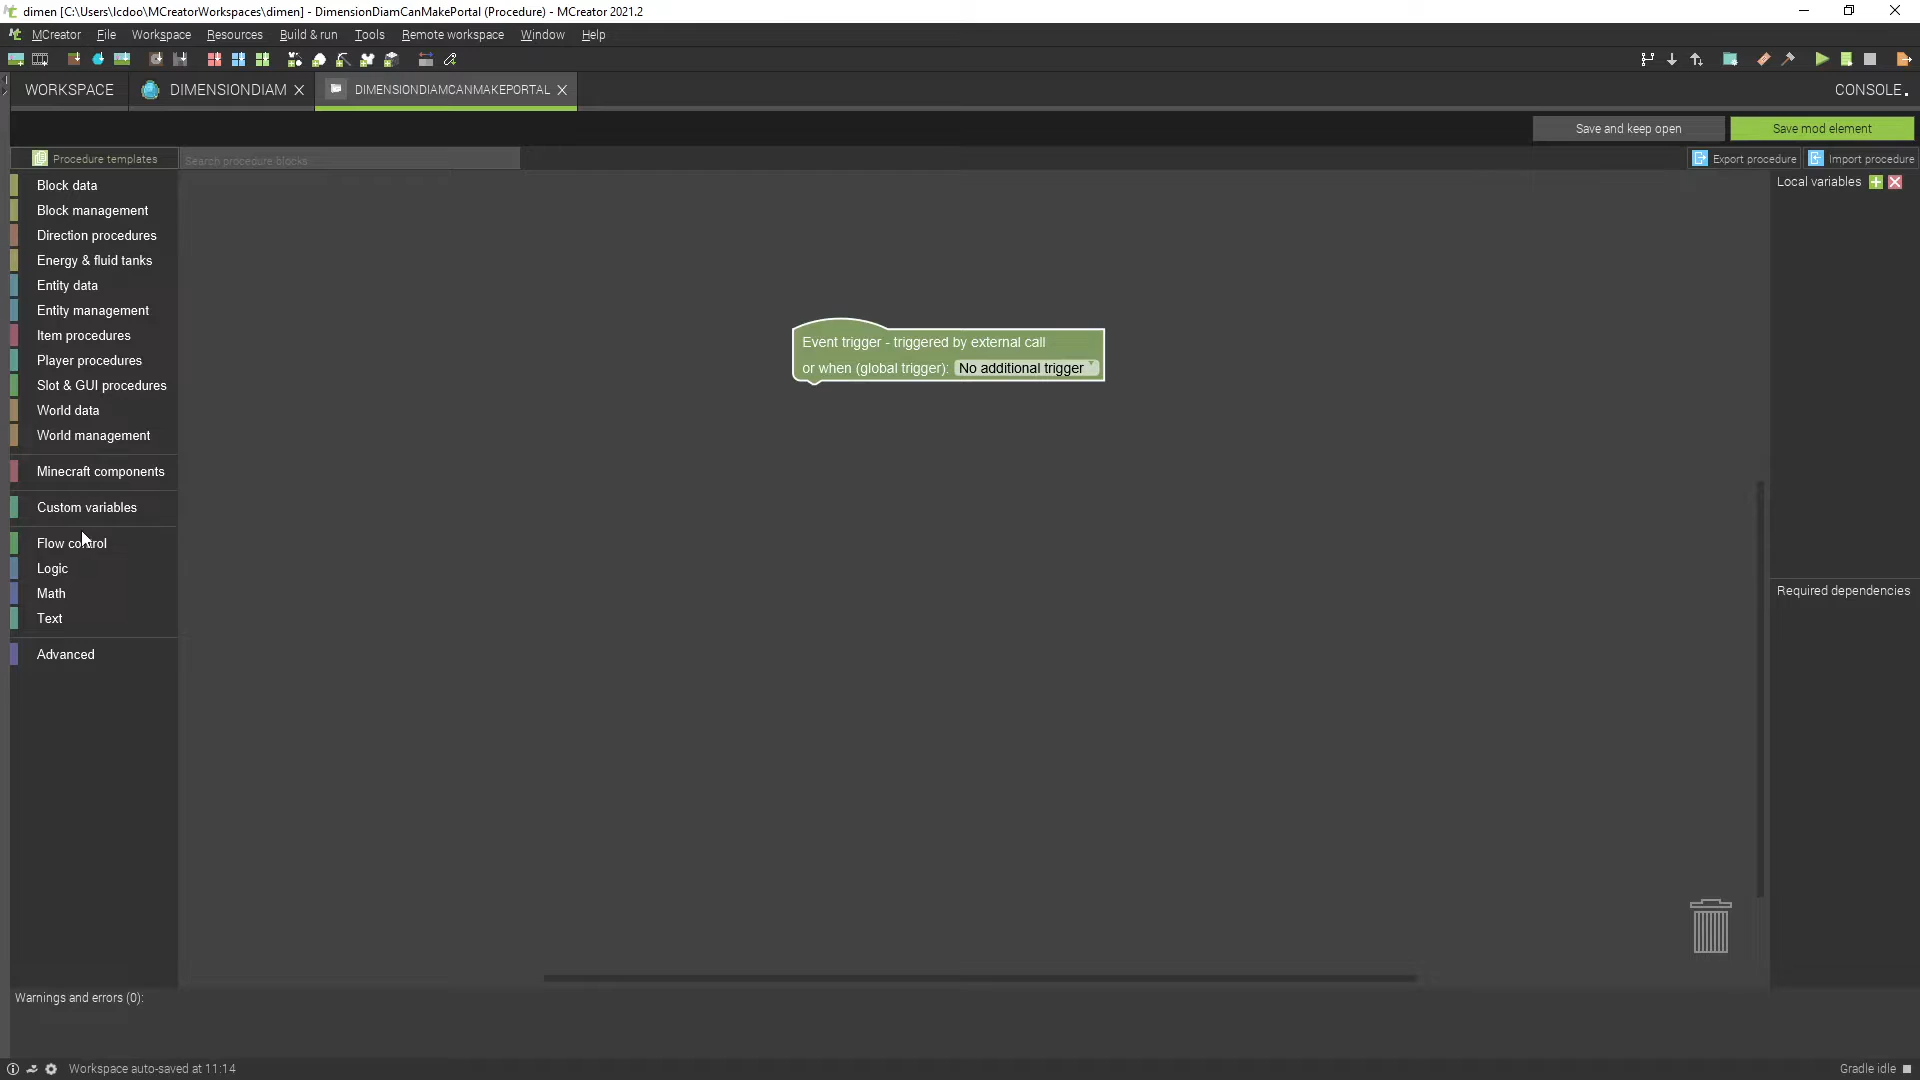 dimen [C:\Users\lcdoo\MCreatorWorkspaces\dimen] - DimensionDiamCanMakePortal (Procedure) - MCreator 2021.2
MCreator File Workspace Resources Build & run Tools Remote workspace Window Help
WORKSPACE DIMENSIONDIAM DIMENSIONDIAMCANMAKEPORTAL CONSOLE
Save and keep open Save mod element
Procedure templates Search procedure blocks Export procedure Import procedure
Local variables
Block data
Block management
Direction procedures
Energy & fluid tanks
Entity data
Entity management
Item procedures
Player procedures
Slot & GUI procedures
World data
World management
Minecraft components
Custom variables
Flow control
Logic
Math
Text
Advanced
Event trigger - triggered by external call
or when (global trigger): No additional trigger
Required dependencies
Warnings and errors (0):
Workspace auto-saved at 11:14 Gradle idle